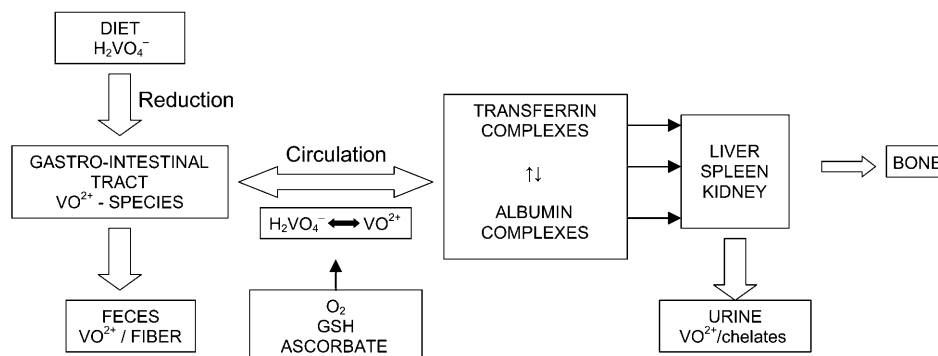 DIET
H₂VO₄⁻
Reduction
GASTRO-INTESTINAL
TRACT
VO²⁺ - SPECIES
FECES
VO²⁺ / FIBER
Circulation
H₂VO₄⁻ ⟷ VO²⁺
O₂
GSH
ASCORBATE
TRANSFERRIN
COMPLEXES
↑↓
ALBUMIN
COMPLEXES
LIVER
SPLEEN
KIDNEY
URINE
VO²⁺/chelates
BONE